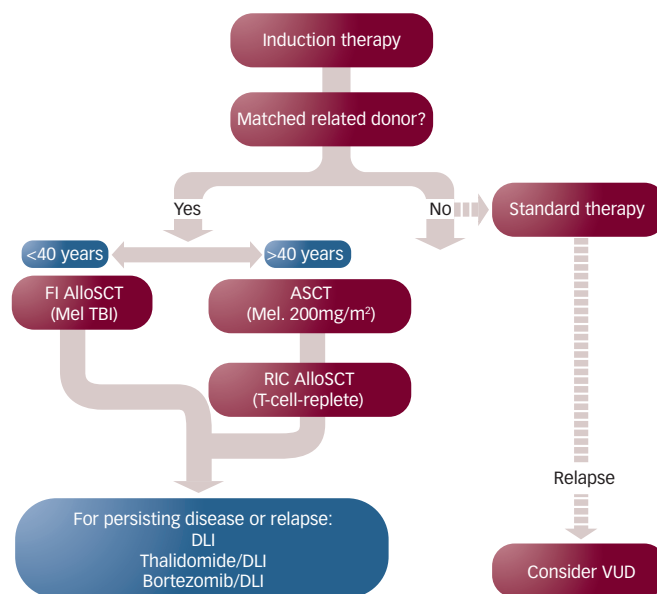 Induction therapy
Matched related donor?
Yes
No
Standard therapy
<40 years
>40 years
FI AlloSCT
(Mel TBI)
ASCT
(Mel. 200mg/m²)
RIC AlloSCT
(T-cell-replete)
Relapse
For persisting disease or relapse:
DLI
Thalidomide/DLI
Bortezomib/DLI
Consider VUD